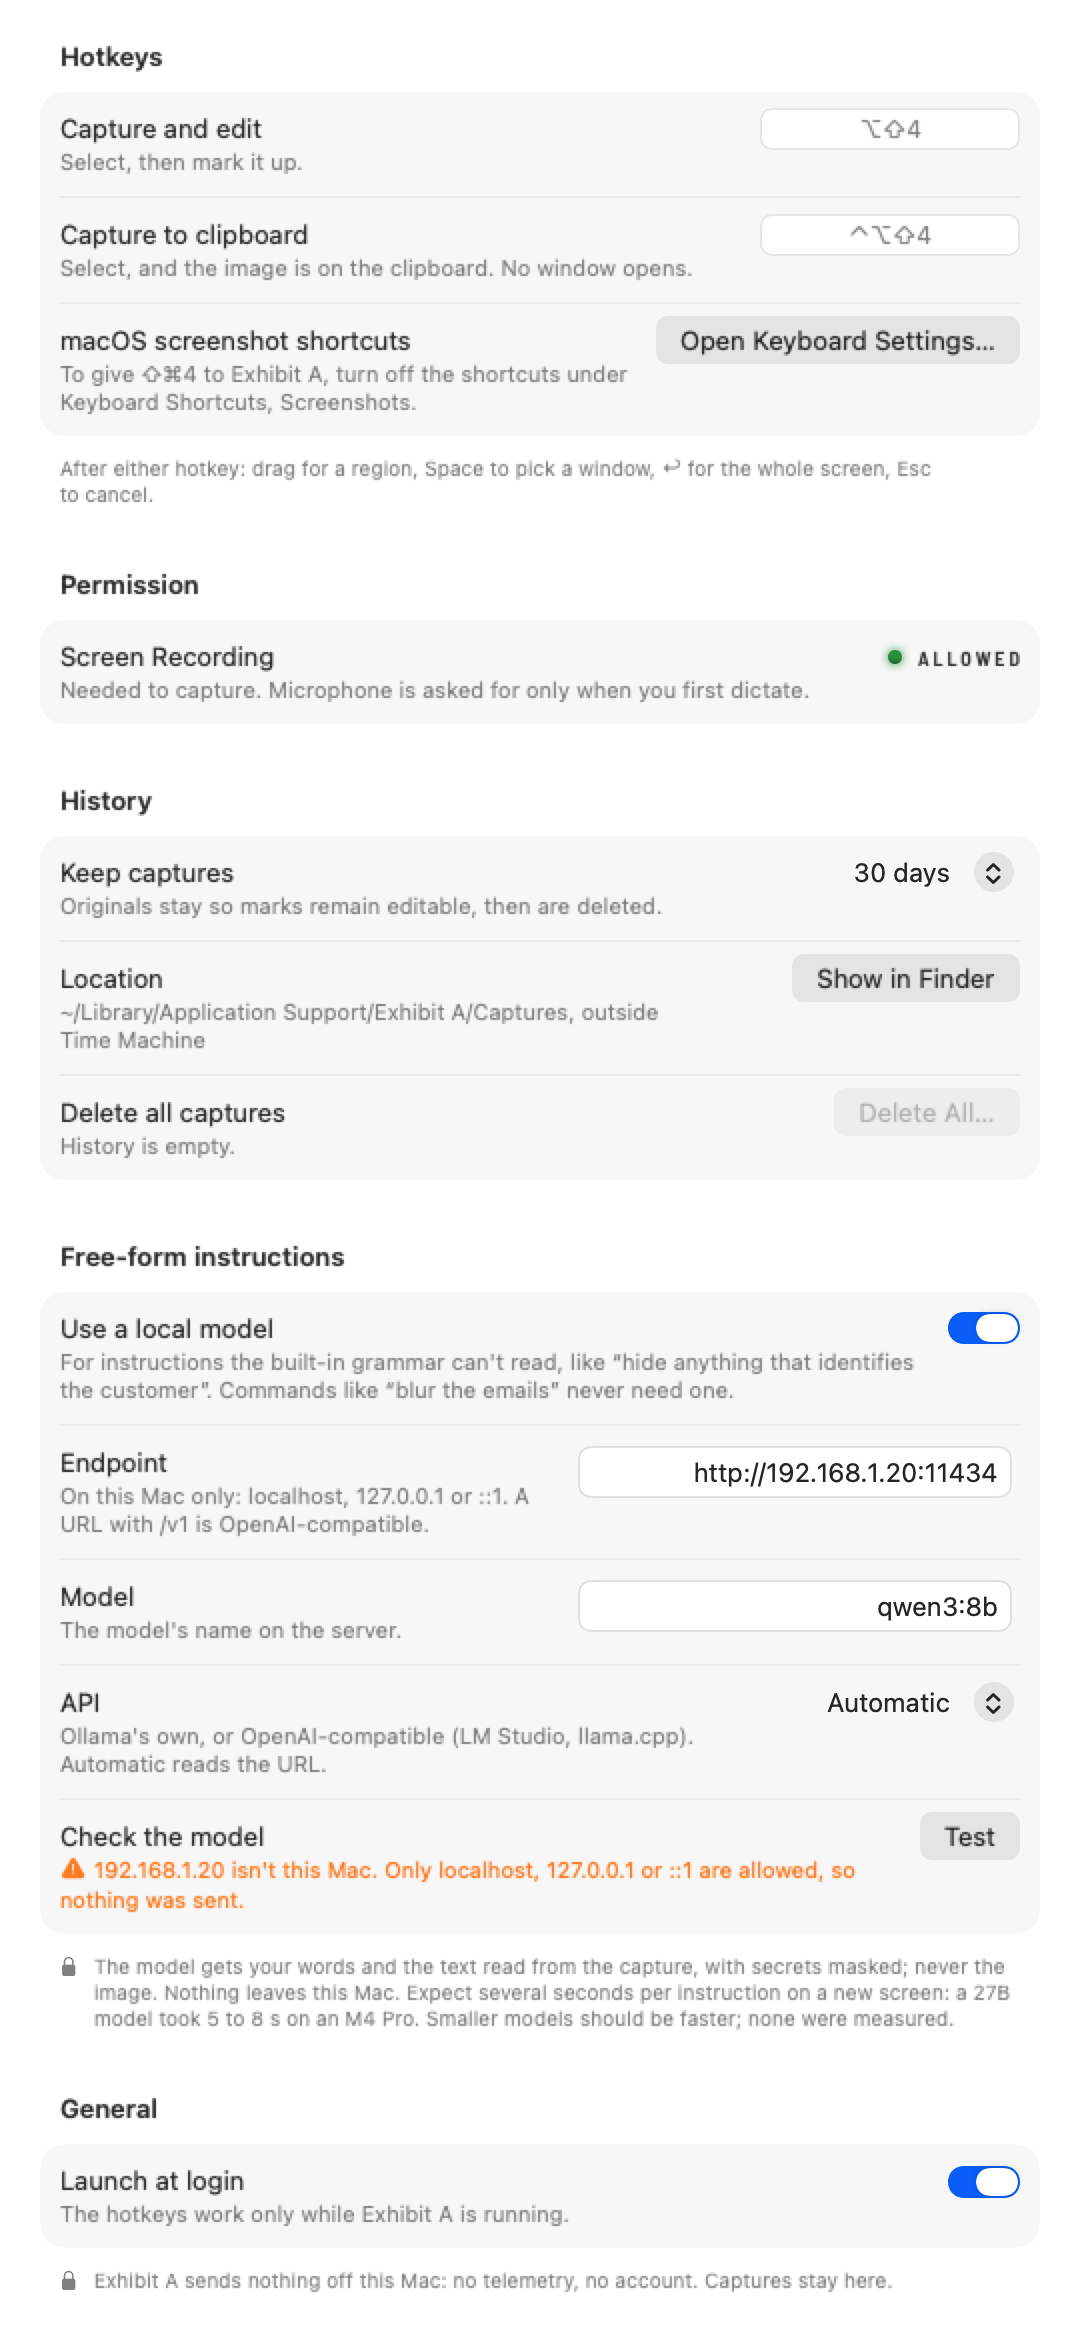 Hotkeys
Capture and edit
⌥⇧4
Select, then mark it up.
Capture to clipboard
^⌥⇧4
Select, and the image is on the clipboard. No window opens.
macOS screenshot shortcuts
Open Keyboard Settings...
To give ⇧⌘4 to Exhibit A, turn off the shortcuts under
Keyboard Shortcuts, Screenshots.
After either hotkey: drag for a region, Space to pick a window, ↩ for the whole screen, Esc
to cancel.
Permission
Screen Recording
ALLOWED
Needed to capture. Microphone is asked for only when you first dictate.
History
Keep captures
30 days
Originals stay so marks remain editable, then are deleted.
Location
Show in Finder
~/Library/Application Support/Exhibit A/Captures, outside
Time Machine
Delete all captures
Delete All...
History is empty.
Free-form instructions
Use a local model
For instructions the built-in grammar can't read, like “hide anything that identifies
the customer”. Commands like “blur the emails” never need one.
Endpoint
http://192.168.1.20:11434
On this Mac only: localhost, 127.0.0.1 or ::1. A
URL with /v1 is OpenAI-compatible.
Model
qwen3:8b
The model's name on the server.
API
Automatic
Ollama's own, or OpenAI-compatible (LM Studio, llama.cpp).
Automatic reads the URL.
Check the model
Test
192.168.1.20 isn't this Mac. Only localhost, 127.0.0.1 or ::1 are allowed, so
nothing was sent.
The model gets your words and the text read from the capture, with secrets masked; never the
image. Nothing leaves this Mac. Expect several seconds per instruction on a new screen: a 27B
model took 5 to 8 s on an M4 Pro. Smaller models should be faster; none were measured.
General
Launch at login
The hotkeys work only while Exhibit A is running.
Exhibit A sends nothing off this Mac: no telemetry, no account. Captures stay here.